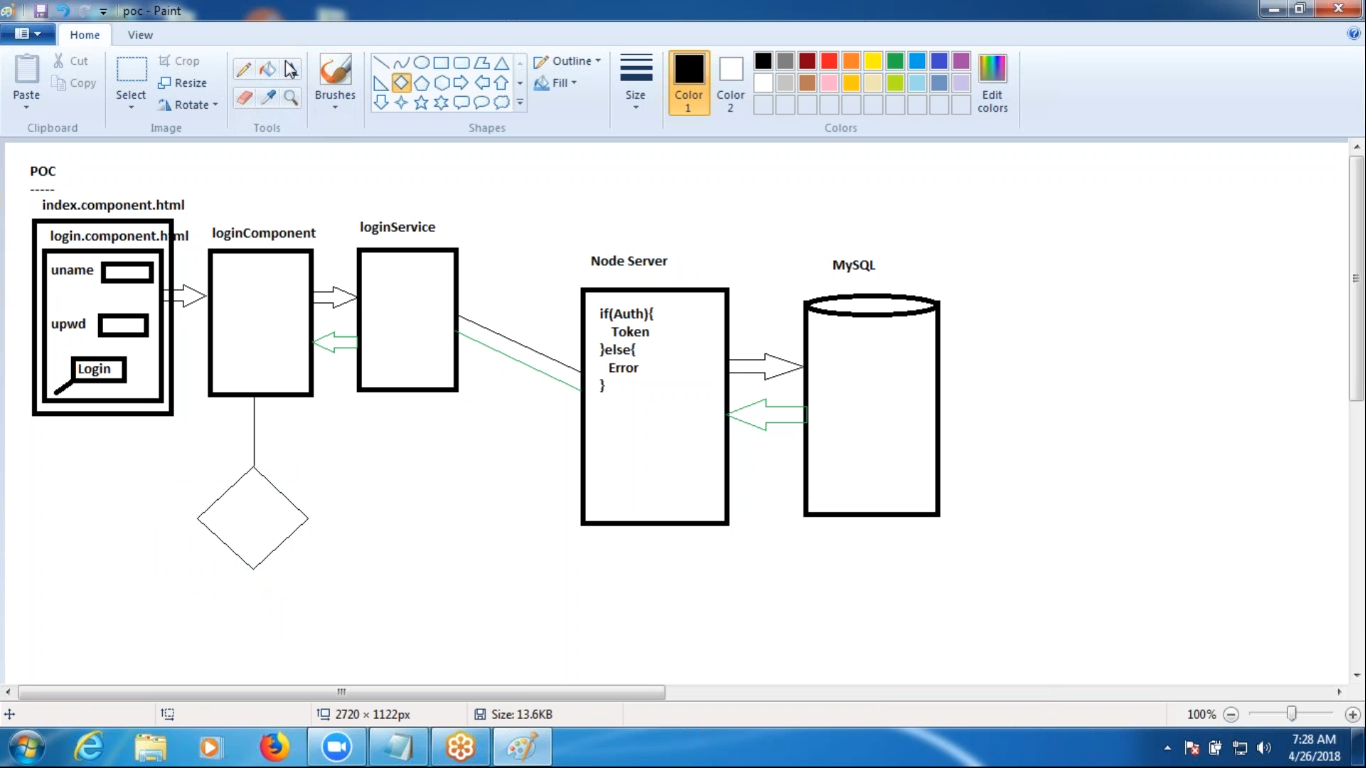 poc - Paint
Home
View
Paste
Cut
Copy
Clipboard
Select
Crop
Resize
Rotate
Image
Tools
Brushes
Shapes
Outline
Fill
Size
Color
1
Color
2
Edit
colors
Colors
POC
-----
index.component.html
login.component.html
uname
upwd
Login
loginComponent
loginService
Node Server
if(Auth){
Token
}else{
Error
}
MySQL
2720 × 1122px
Size: 13.6KB
100%
7:28 AM
4/26/2018